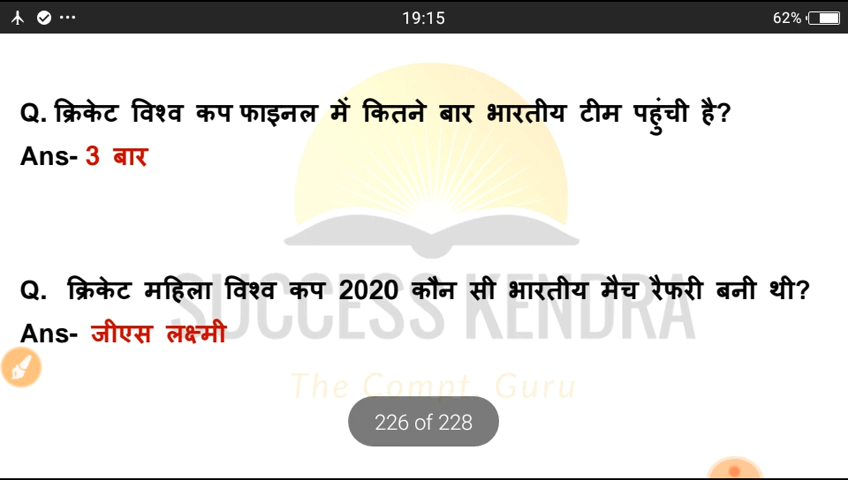 19:15
62%
Q. क्रिकेट विश्व कप फाइनल में कितने बार भारतीय टीम पहुंची है?
Ans- 3 बार
Q. क्रिकेट महिला विश्व कप 2020 कौन सी भारतीय मैच रैफरी बनी थी?
SUCCESS KENDRA
Ans- जीएस लक्ष्मी
The Compt. Guru
226 of 228